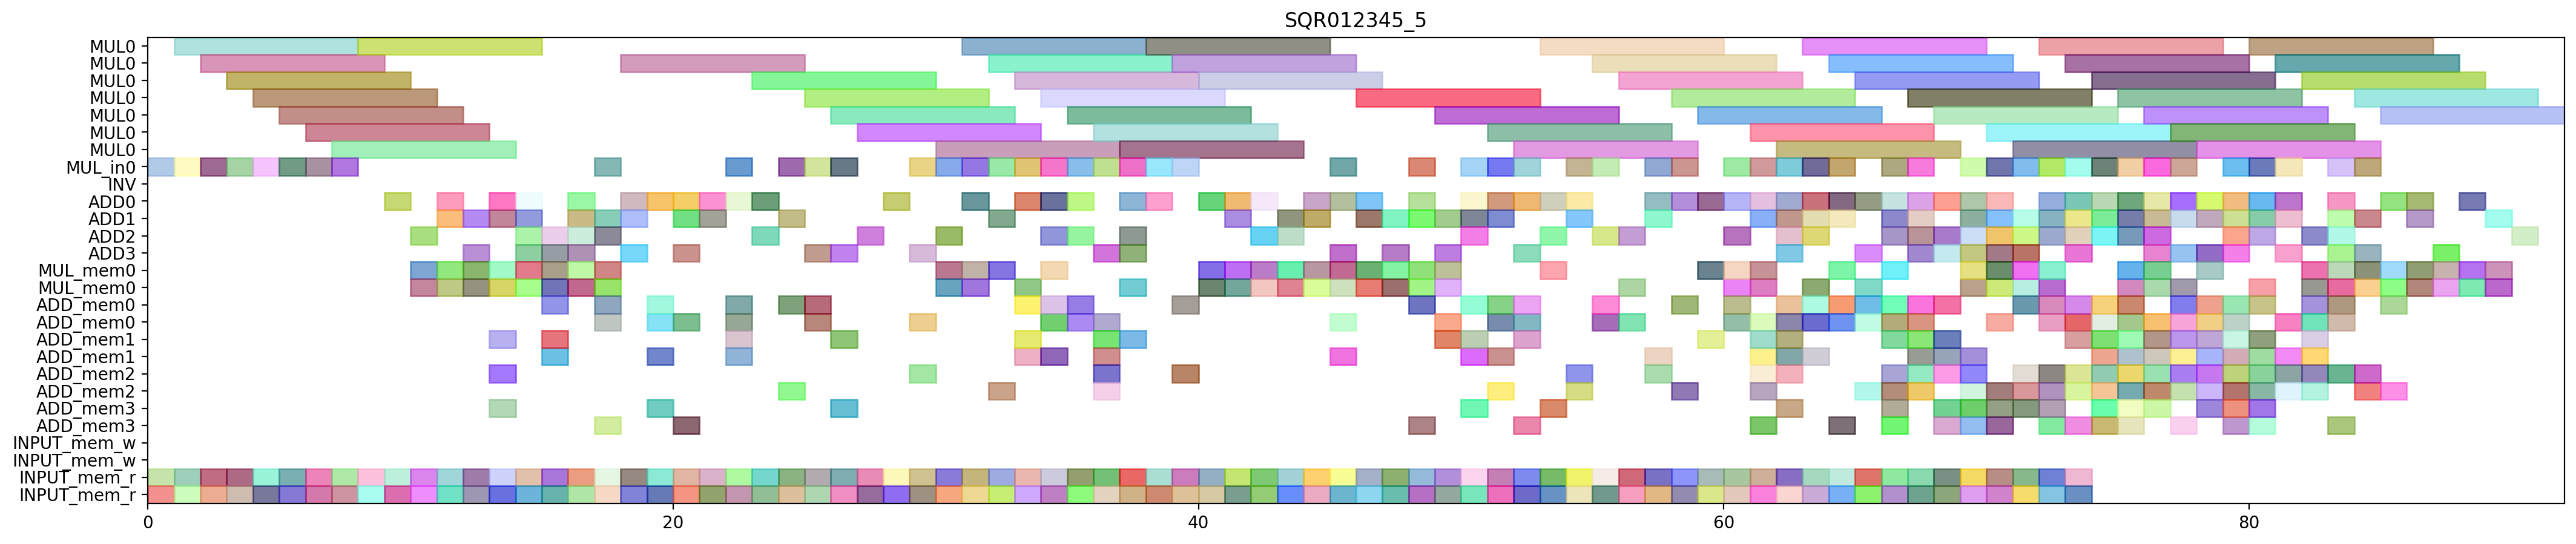 SQR012345_5
MUL0
MUL0
MUL0
MUL0
MUL0
MUL0
MUL0
MUL_in0
INV
ADD0
ADD1
ADD2
ADD3
MUL_mem0
MUL_mem0
ADD_mem0
ADD_mem0
ADD_mem1
ADD_mem1
ADD_mem2
ADD_mem2
ADD_mem3
ADD_mem3
INPUT_mem_w
INPUT_mem_w
INPUT_mem_r
INPUT_mem_r
0 20 40 60 80